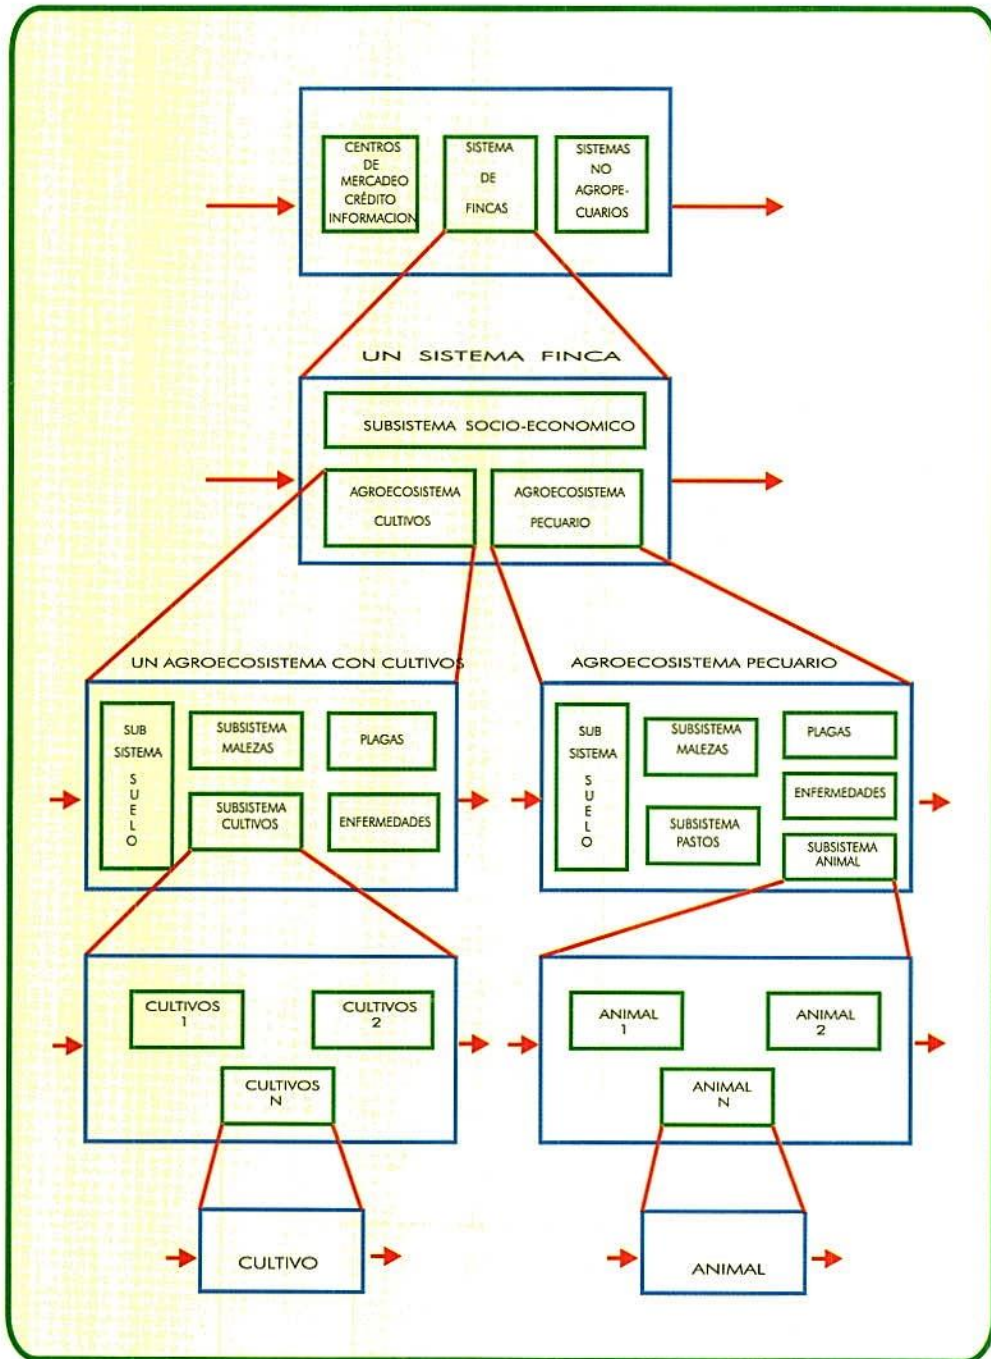 CENTROS
DE
MERCADEO
CRÉDITO
INFORMACION
SISTEMA
DE
FINCAS
SISTEMAS
NO
AGROPE-
CUARIOS
UN SISTEMA FINCA
SUBSISTEMA SOCIO-ECONOMICO
AGROECOSISTEMA
CULTIVOS
AGROECOSISTEMA
PECUARIO
UN AGROECOSISTEMA CON CULTIVOS
SUB
SISTEMA
S
U
E
L
O
SUBSISTEMA
MALEZAS
PLAGAS
SUBSISTEMA
CULTIVOS
ENFERMEDADES
AGROECOSISTEMA PECUARIO
SUB
SISTEMA
S
U
E
L
O
SUBSISTEMA
MALEZAS
PLAGAS
ENFERMEDADES
SUBSISTEMA
PASTOS
SUBSISTEMA
ANIMAL
CULTIVOS
1
CULTIVOS
2
CULTIVOS
N
ANIMAL
1
ANIMAL
2
ANIMAL
N
CULTIVO
ANIMAL